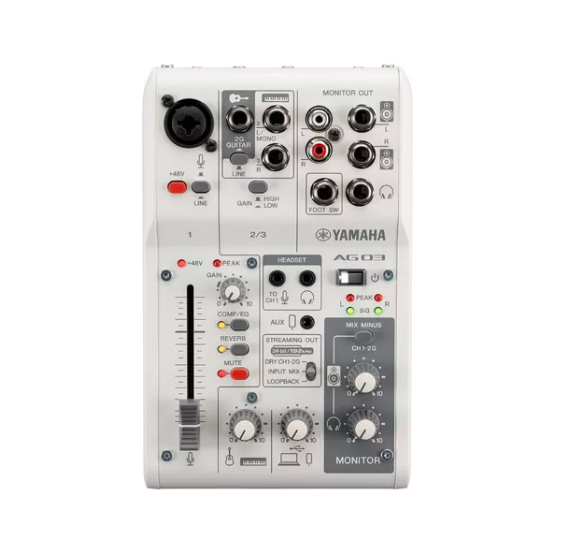 MONITOR OUT
L/
MONO
L
2G
GUITAR
R
LINE
L
R
R
+48V
LINE
GAIN
HIGH
LOW
FOOT SW
1
2/3
YAMAHA
AG03
+48V
PEAK
HEADSET
GAIN
0
10
TO
CH1
L
PEAK
R
SIG
COMP/EQ
AUX
MIX MINUS
REVERB
STREAMING OUT
24bit/192kHz
CH1-2G
DRY CH1-2G
MUTE
INPUT MIX
LOOPBACK
0
10
0
10
0
10
0
10
MONITOR